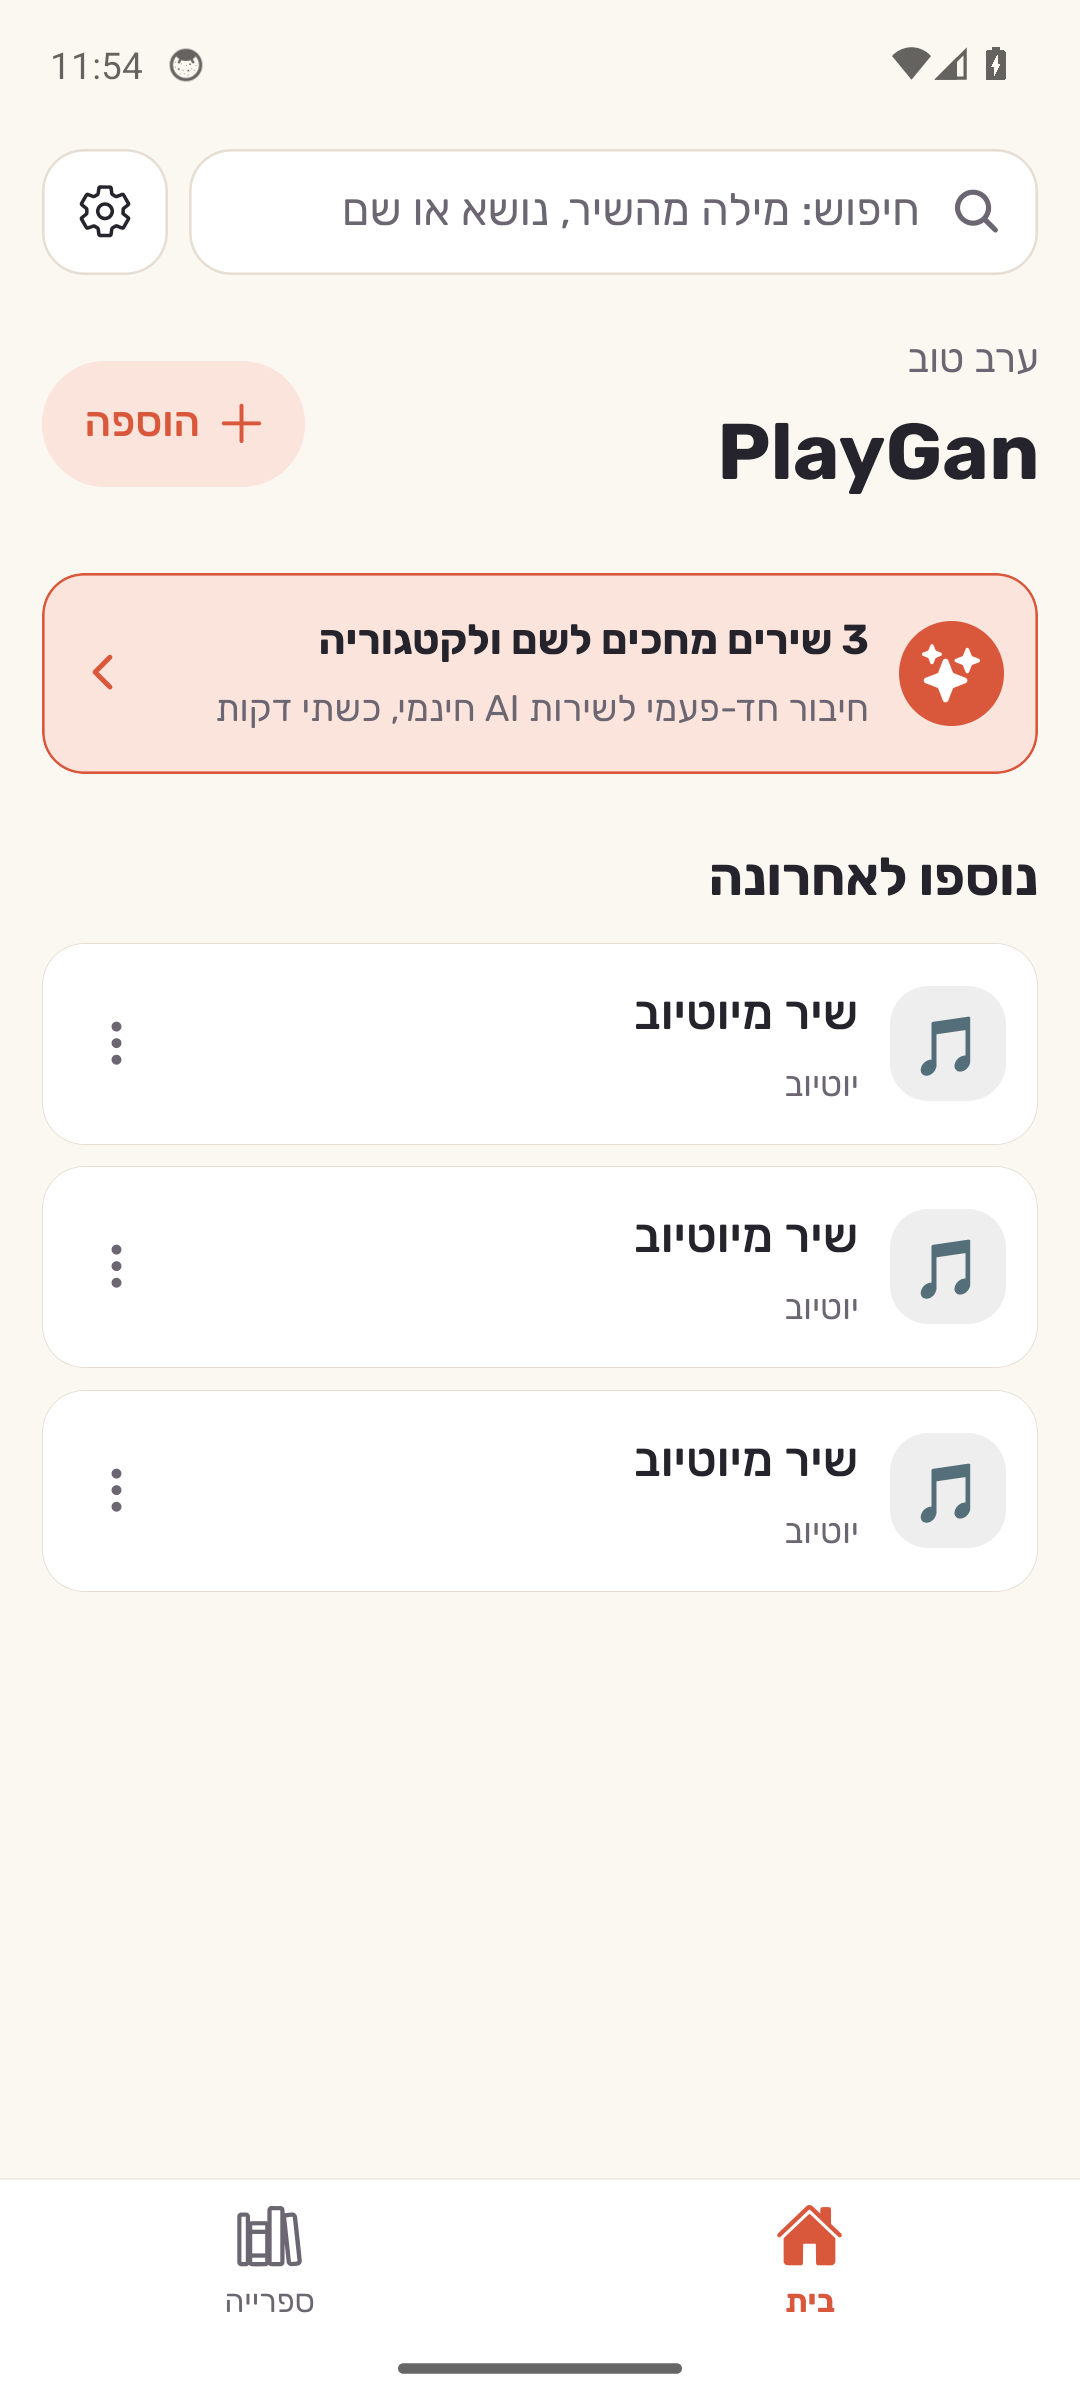 11:54
חיפוש: מילה מהשיר, נושא או שם
ערב טוב
PlayGan
הוספה
3 שירים מחכים לשם ולקטגוריה
חיבור חד-פעמי לשירות AI חינמי, כשתי דקות
נוספו לאחרונה
שיר מיוטיוב
יוטיוב
שיר מיוטיוב
יוטיוב
שיר מיוטיוב
יוטיוב
בית
ספרייה